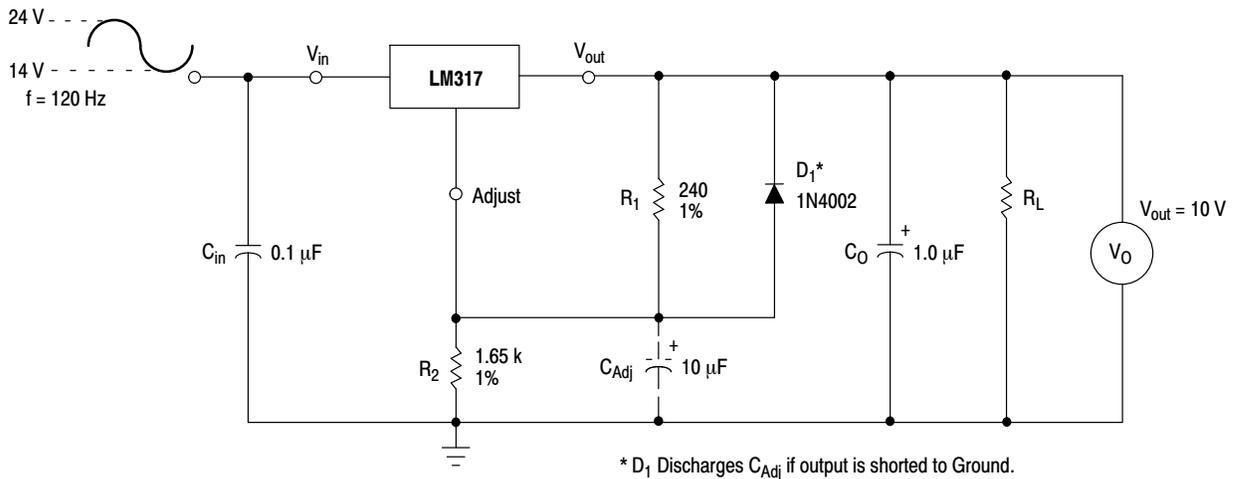 24 V
14 V
f = 120 Hz
Vin
LM317
Vout
Adjust
Cin 0.1 μF
R1 240
1%
D1*
1N4002
CO + 1.0 μF
RL
Vout = 10 V
VO
R2 1.65 k
1%
CAdj + 10 μF
* D1 Discharges CAdj if output is shorted to Ground.